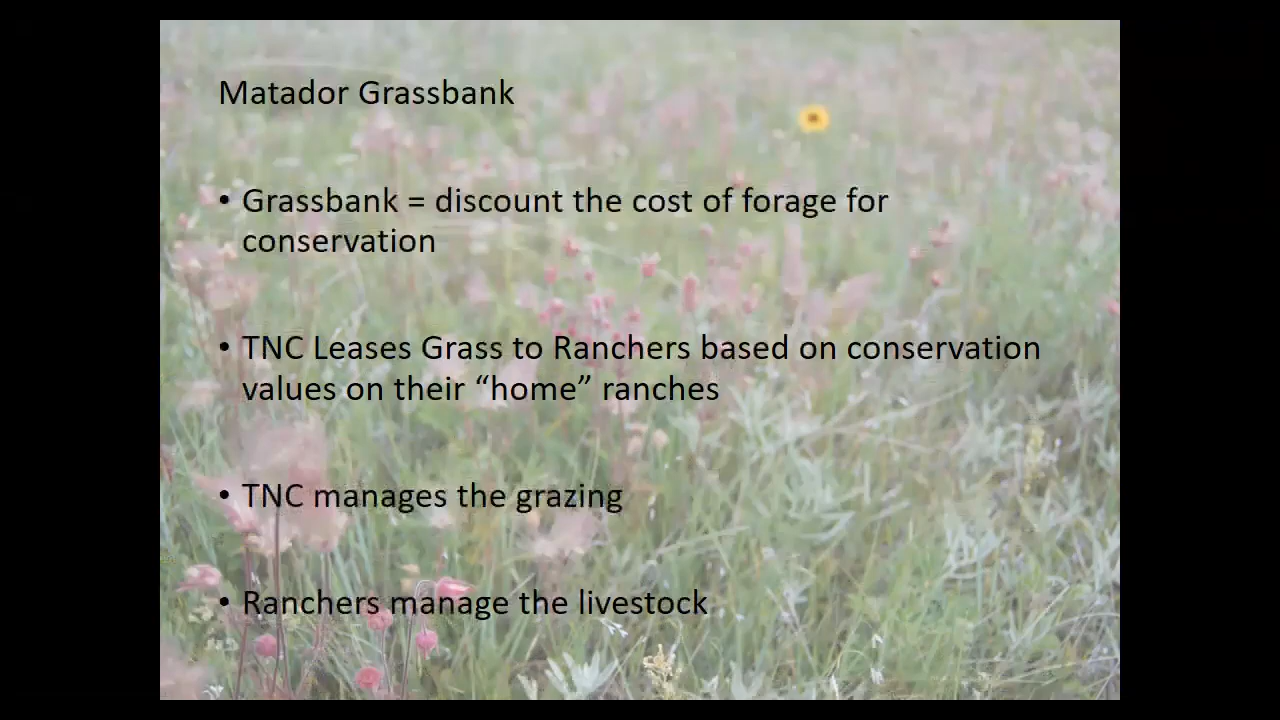 Matador Grassbank
• Grassbank = discount the cost of forage for
conservation
• TNC Leases Grass to Ranchers based on conservation
values on their “home” ranches
• TNC manages the grazing
• Ranchers manage the livestock